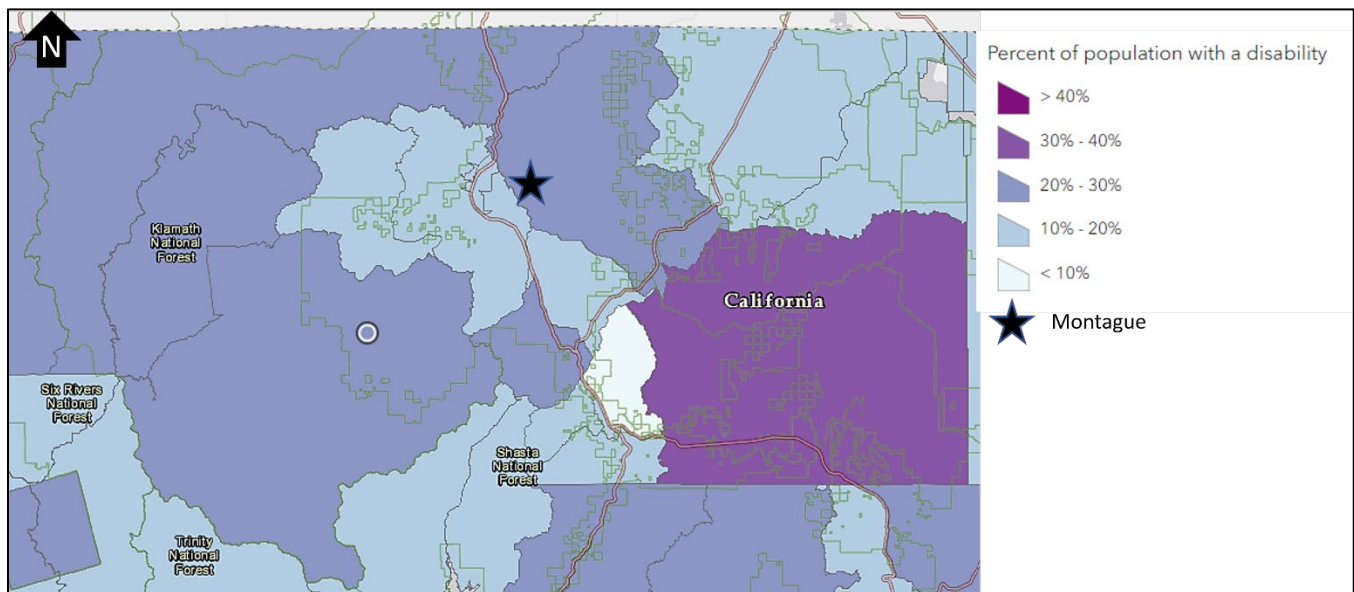 N
Percent of population with a disability
> 40%
30% - 40%
20% - 30%
10% - 20%
< 10%
Montague
Klamath
National
Forest
California
Six Rivers
National
Forest
Shasta
National
Forest
Trinity
National
Forest